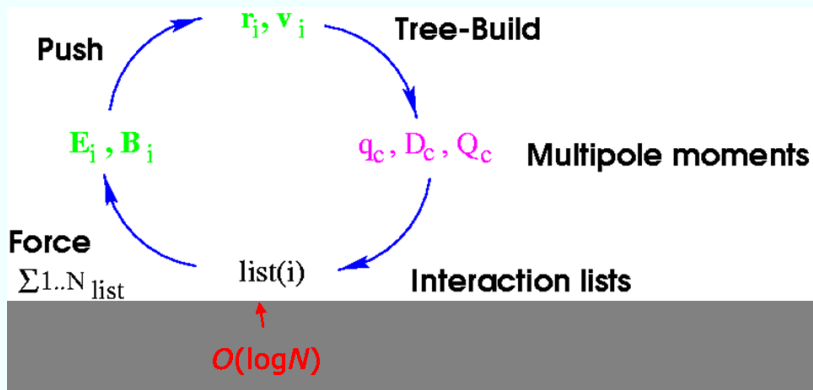 r_i, v_i
Tree-Build
Push
E_i , B_i
q_c , D_c , Q_c
Multipole moments
Force
Σ1..N_list
list(i)
Interaction lists
O(logN)